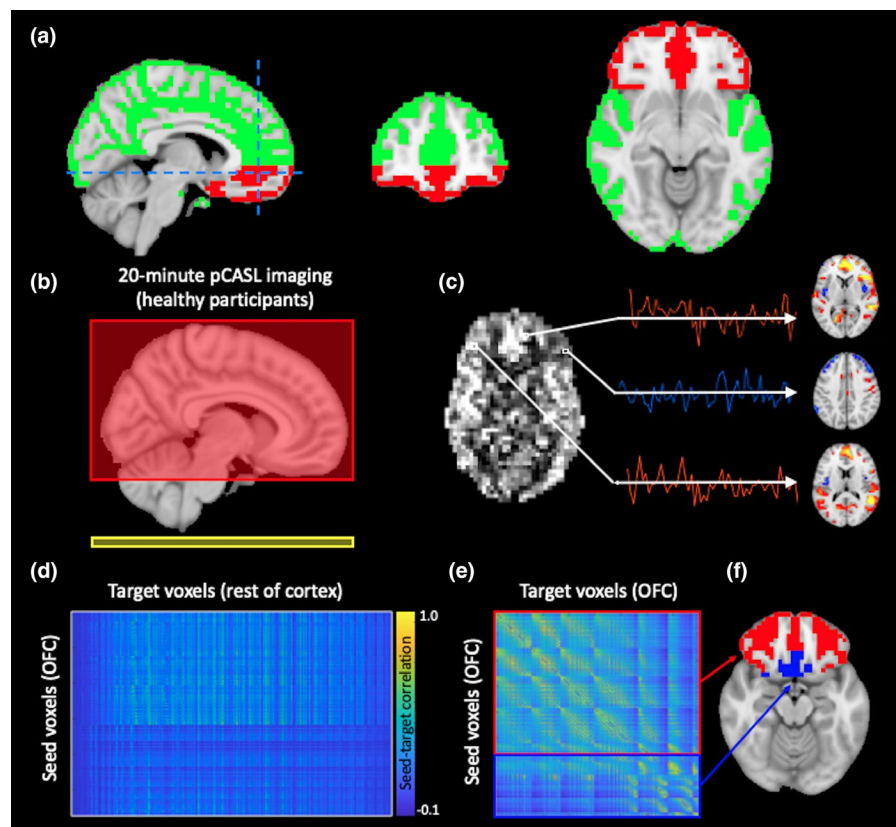 (a)
(b)
20-minute pCASL imaging
(healthy participants)
(c)
(d)
Target voxels (rest of cortex)
Seed voxels (OFC)
1.0
Seed-target correlation
-0.1
(e)
Target voxels (OFC)
Seed voxels (OFC)
(f)